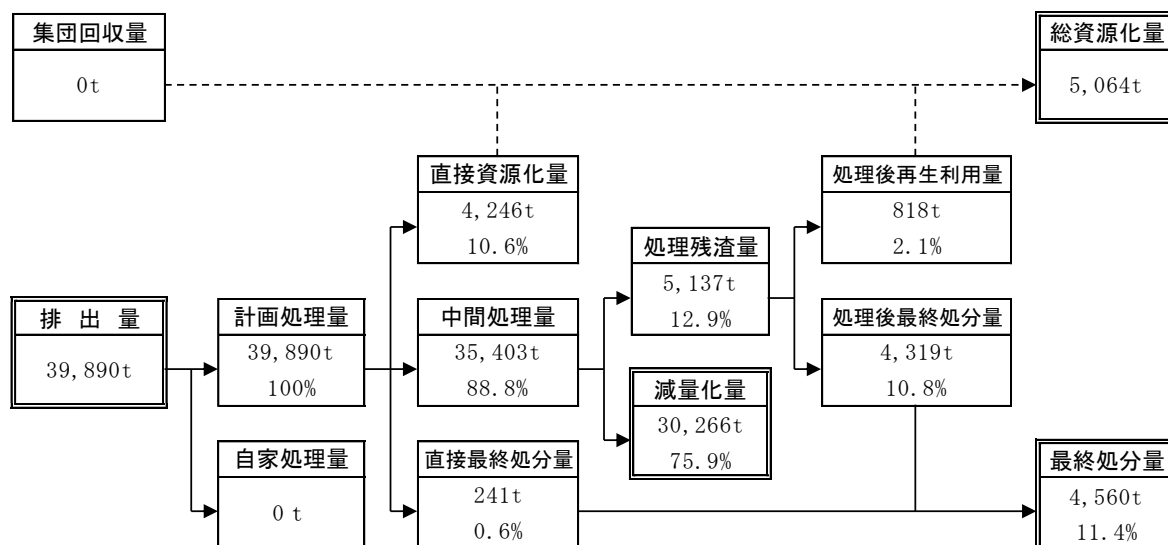 集団回収量
0t
総資源化量
5,064t
直接資源化量
4,246t
10.6%
処理後再生利用量
818t
2.1%
処理残渣量
5,137t
12.9%
排 出 量
39,890t
計画処理量
39,890t
100%
中間処理量
35,403t
88.8%
処理後最終処分量
4,319t
10.8%
減量化量
30,266t
75.9%
自家処理量
0 t
直接最終処分量
241t
0.6%
最終処分量
4,560t
11.4%